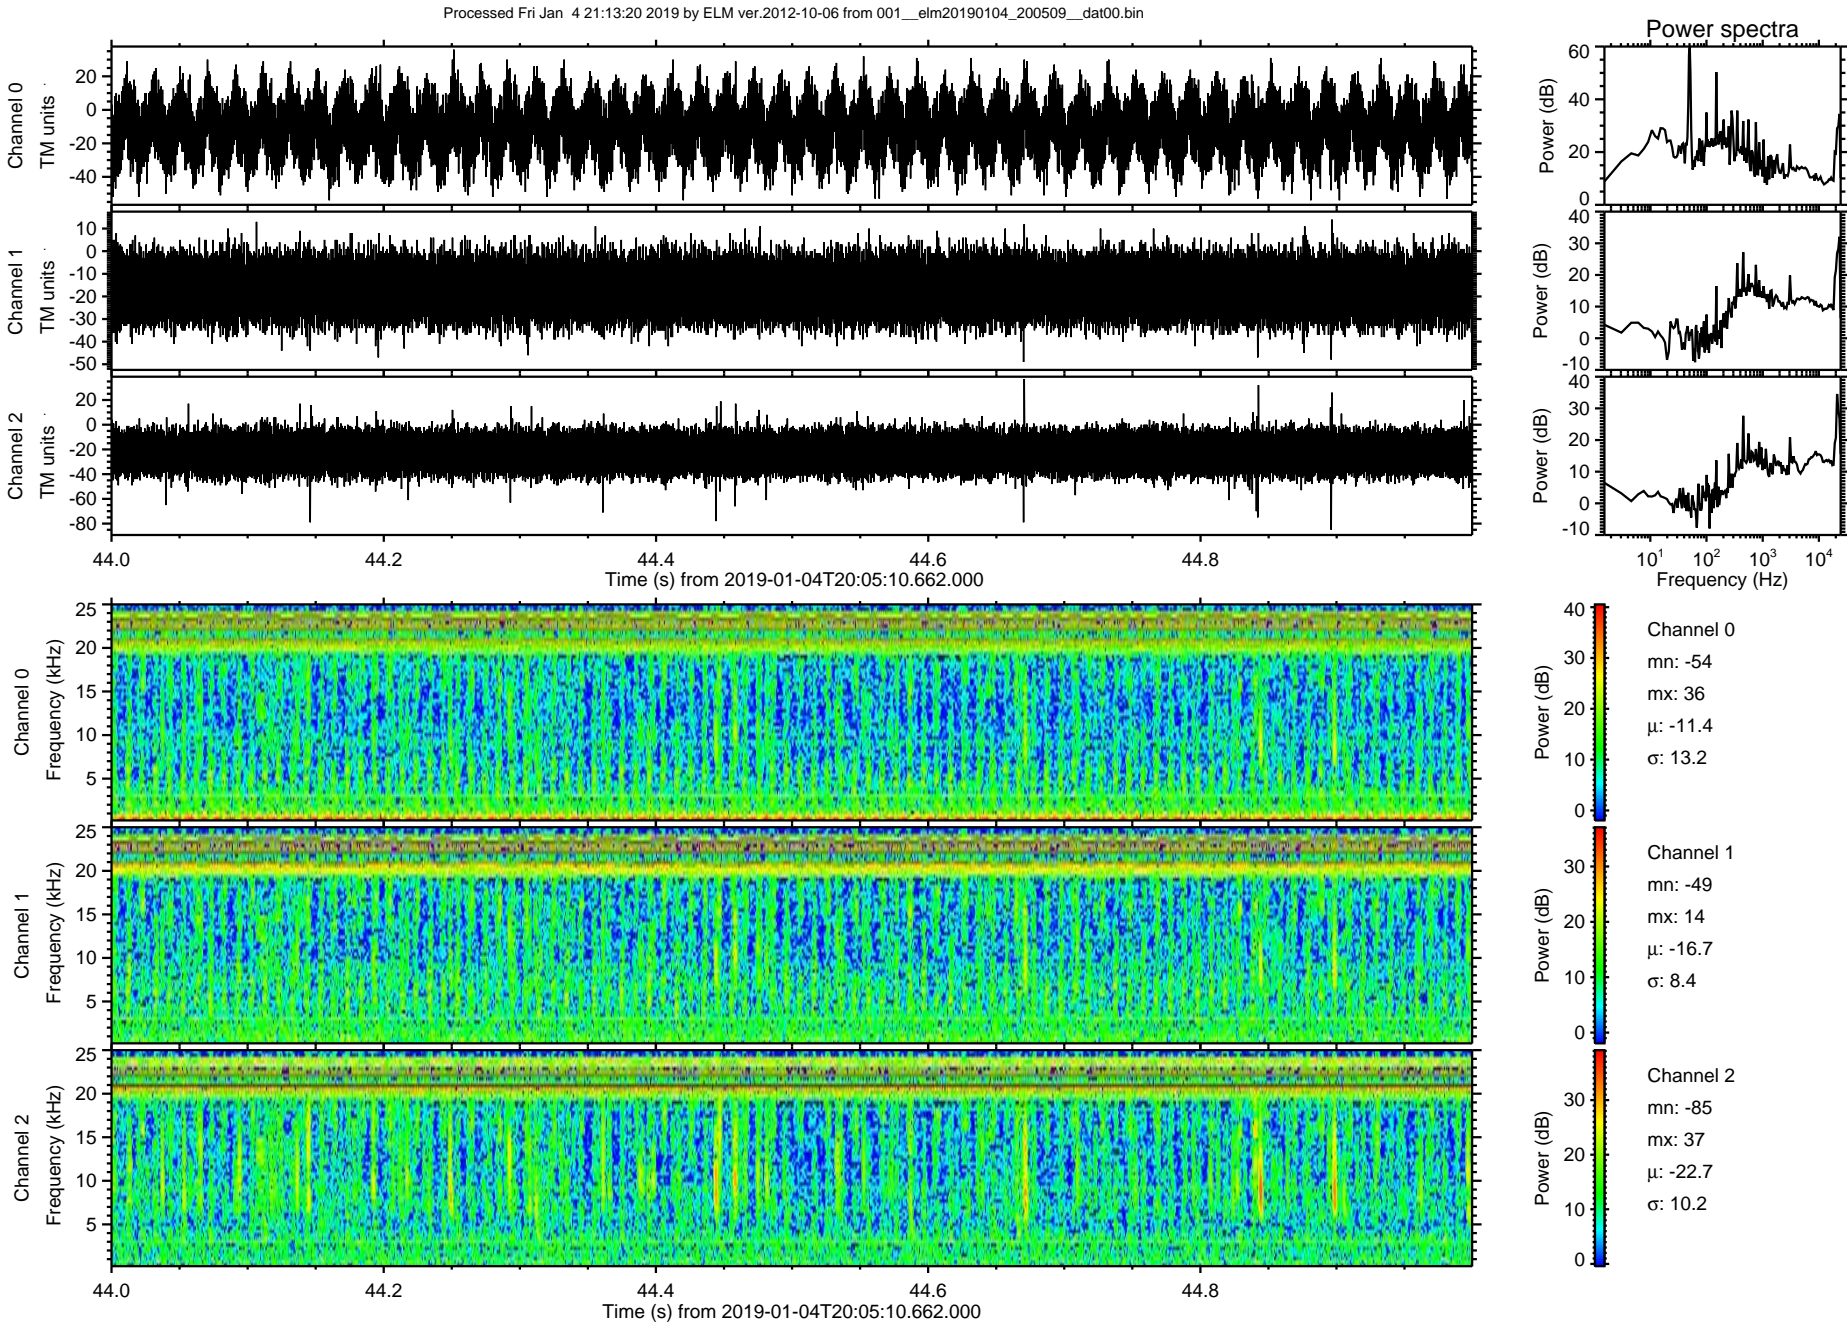 Processed Fri Jan  4 21:13:20 2019 by ELM ver.2012-10-06 from 001__elm20190104_200509__dat00.bin
Power spectra
Channel 0
TM units
20
0
-20
-40
Power (dB)
60
40
20
0
Channel 1
TM units
10
0
-10
-20
-30
-40
-50
Power (dB)
40
30
20
10
0
-10
Channel 2
TM units
20
0
-20
-40
-60
-80
Power (dB)
40
30
20
10
0
-10
44.0 44.2 44.4 44.6 44.8
Time (s) from 2019-01-04T20:05:10.662.000
10¹ 10² 10³ 10⁴
Frequency (Hz)
Channel 0
Frequency (kHz)
25
20
15
10
5
Power (dB)
40
30
20
10
0
Channel 0
mn: -54
mx: 36
μ: -11.4
σ: 13.2
Channel 1
Frequency (kHz)
25
20
15
10
5
Power (dB)
30
20
10
0
Channel 1
mn: -49
mx: 14
μ: -16.7
σ: 8.4
Channel 2
Frequency (kHz)
25
20
15
10
5
Power (dB)
30
20
10
0
Channel 2
mn: -85
mx: 37
μ: -22.7
σ: 10.2
44.0 44.2 44.4 44.6 44.8
Time (s) from 2019-01-04T20:05:10.662.000